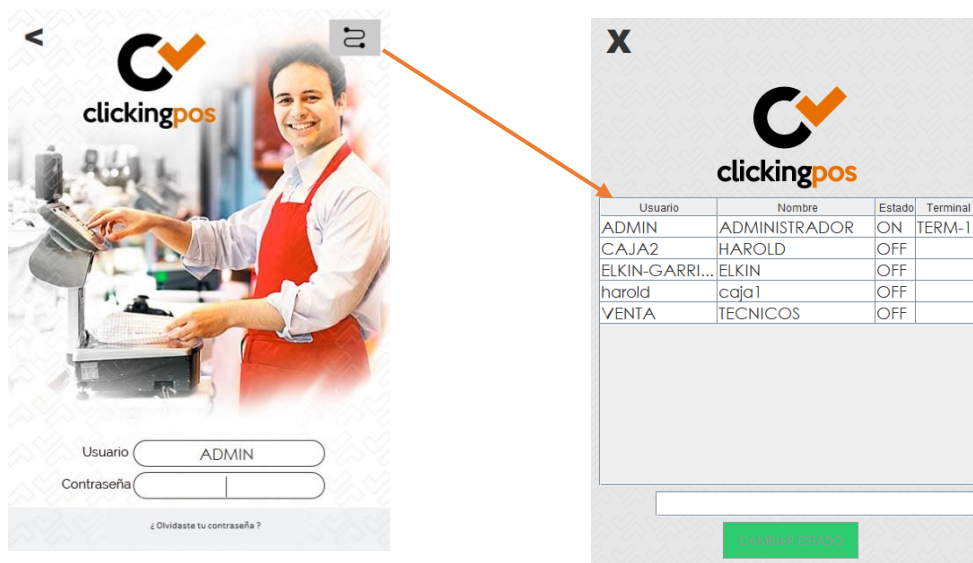 <
clickingpos
Usuario ADMIN
Contraseña
¿ Olvidaste tu contraseña ?
X
clickingpos
Usuario Nombre Estado Terminal
ADMIN ADMINISTRADOR ON TERM-1
CAJA2 HAROLD OFF
ELKIN-GARRI... ELKIN OFF
harold caja1 OFF
VENTA TECNICOS OFF
CAMBIAR ESTADO